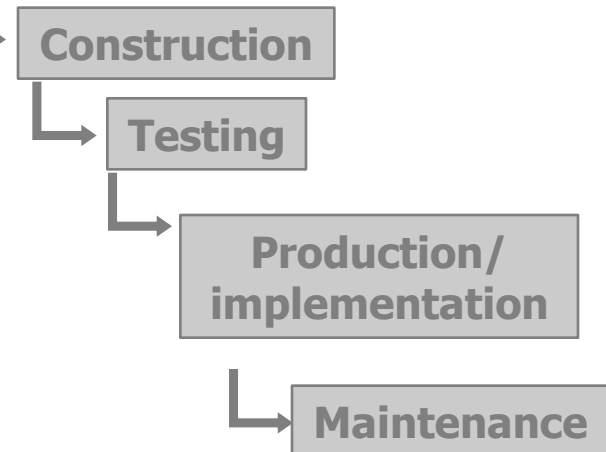 Construction
Testing
Production/
implementation
Maintenance